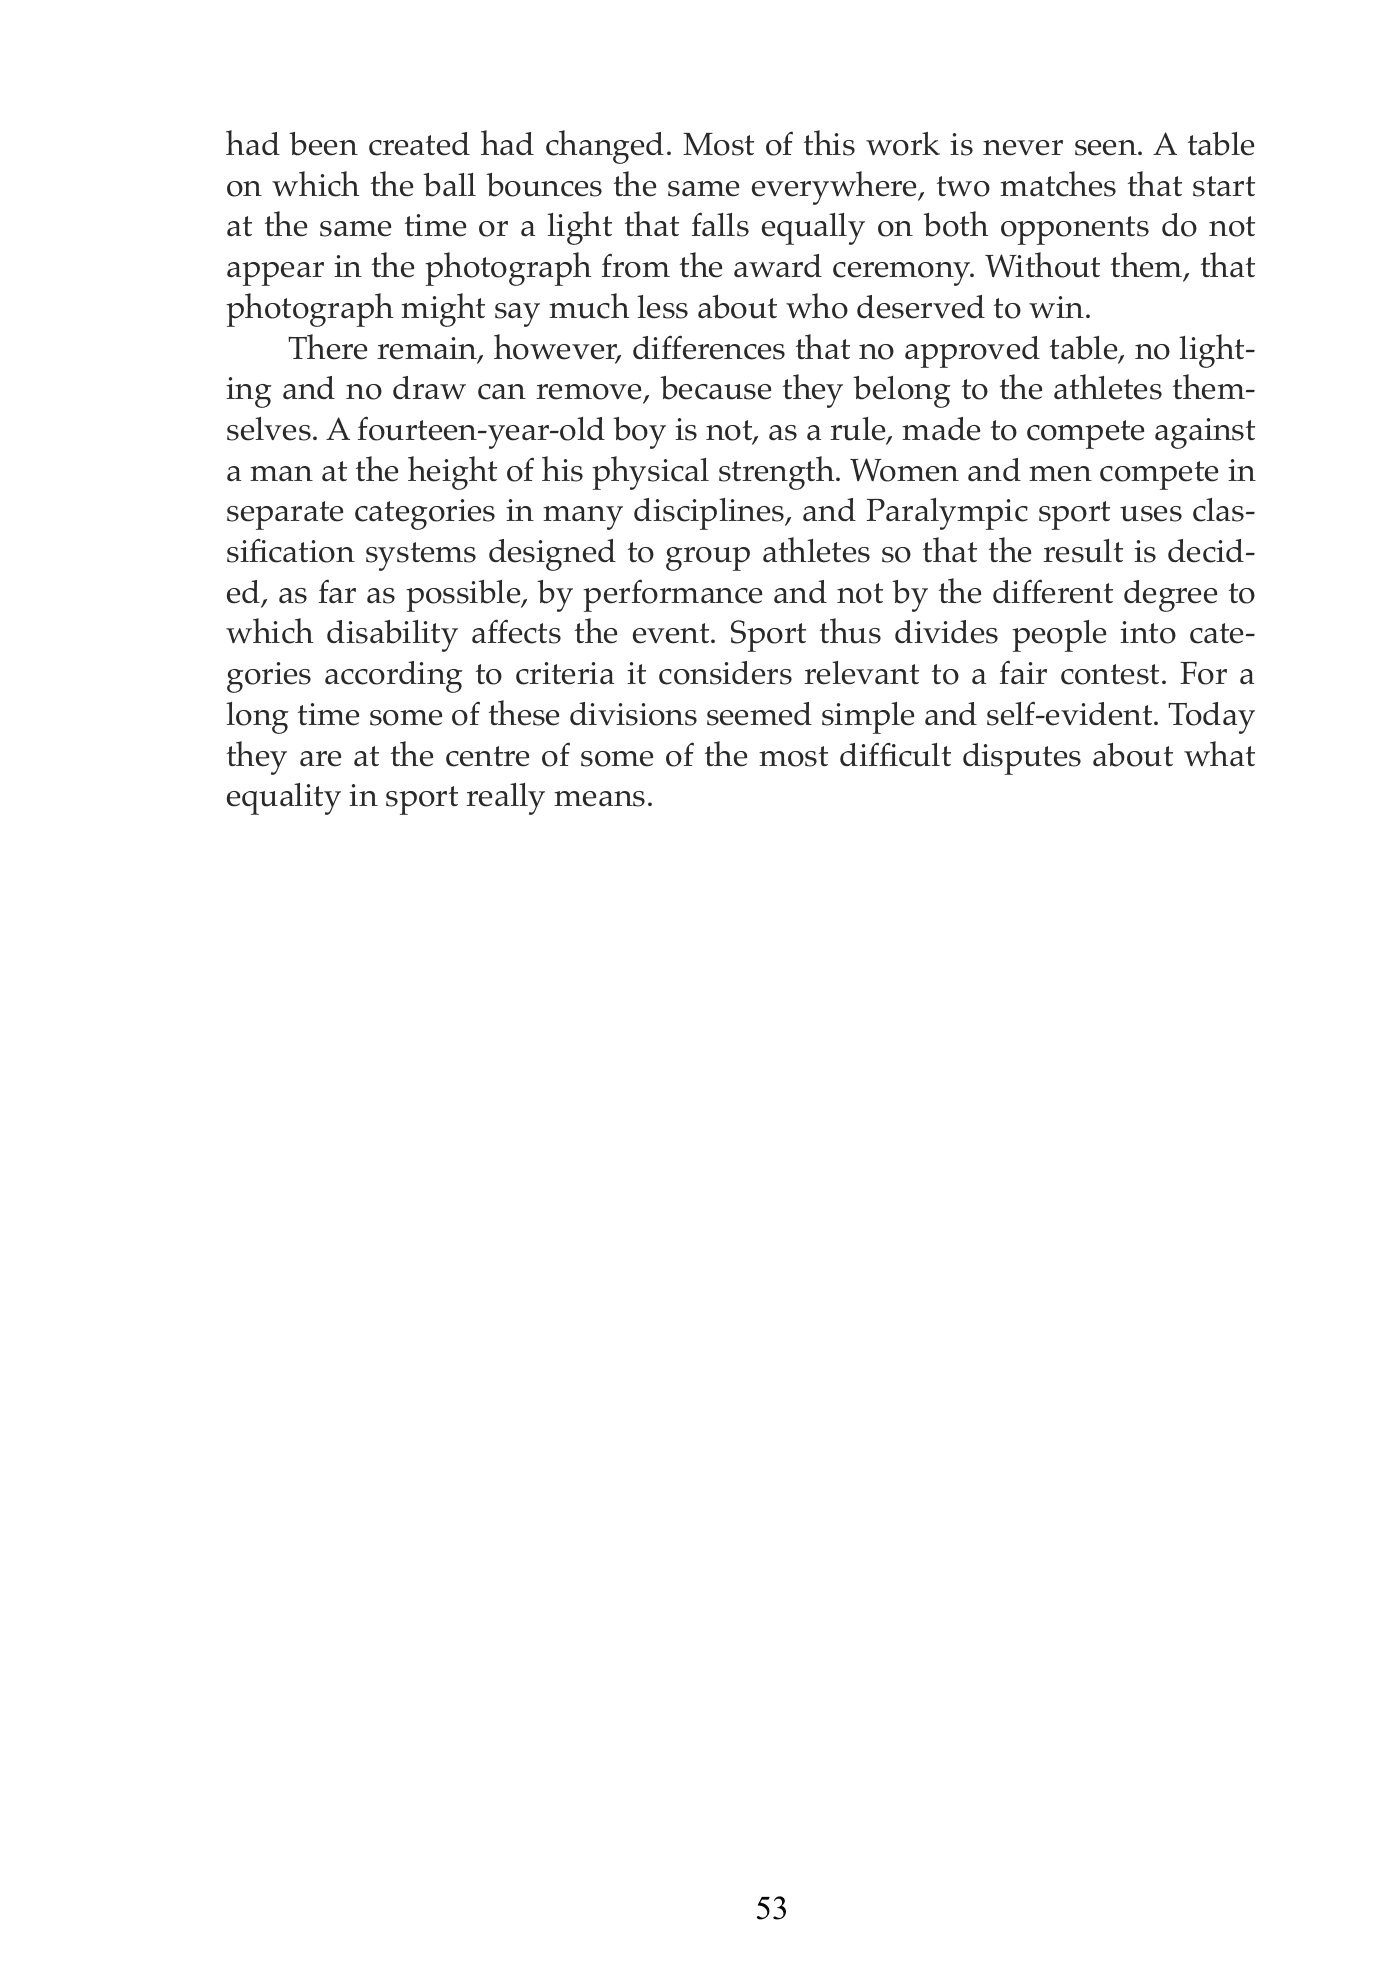 had been created had changed. Most of this work is never seen. A table
on which the ball bounces the same everywhere, two matches that start
at the same time or a light that falls equally on both opponents do not
appear in the photograph from the award ceremony. Without them, that
photograph might say much less about who deserved to win.
There remain, however, differences that no approved table, no light-
ing and no draw can remove, because they belong to the athletes them-
selves. A fourteen-year-old boy is not, as a rule, made to compete against
a man at the height of his physical strength. Women and men compete in
separate categories in many disciplines, and Paralympic sport uses clas-
sification systems designed to group athletes so that the result is decid-
ed, as far as possible, by performance and not by the different degree to
which disability affects the event. Sport thus divides people into cate-
gories according to criteria it considers relevant to a fair contest. For a
long time some of these divisions seemed simple and self-evident. Today
they are at the centre of some of the most difficult disputes about what
equality in sport really means.
53